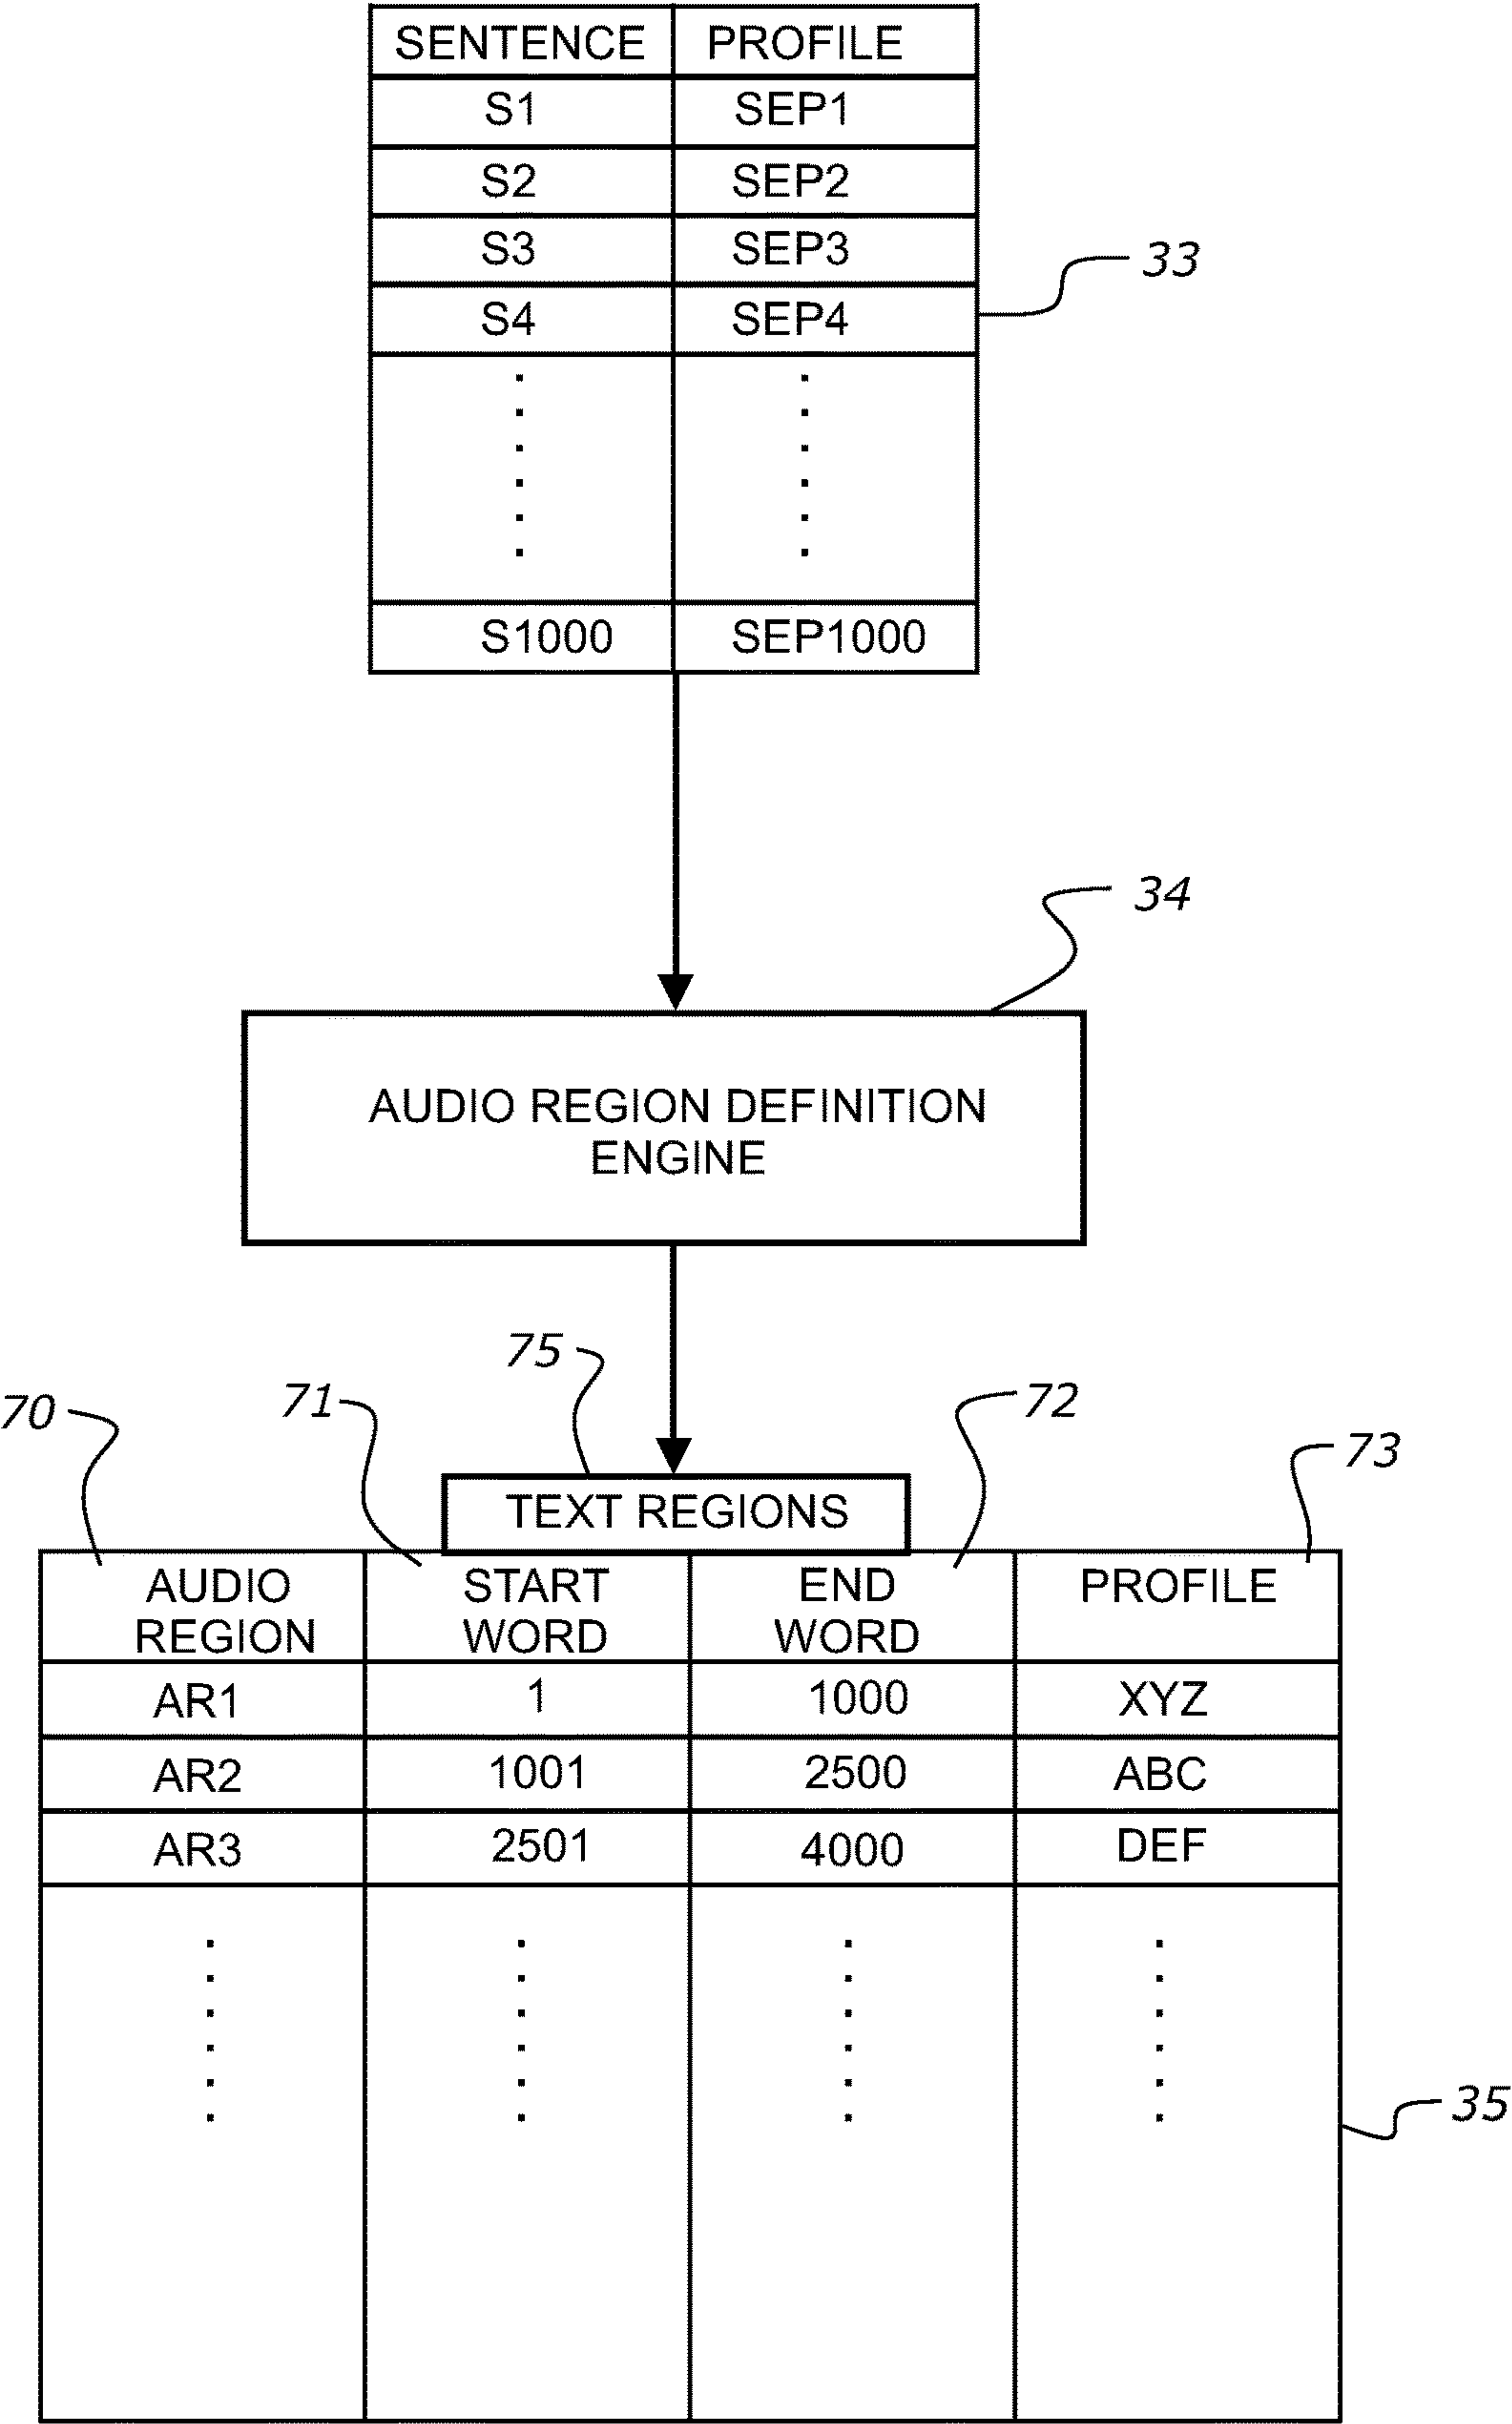 SENTENCE PROFILE
S1 SEP1
S2 SEP2
S3 SEP3
33
S4 SEP4
S1000 SEP1000
34
AUDIO REGION DEFINITION
ENGINE
75
70 71 72
73
TEXT REGIONS
AUDIO START END PROFILE
REGION WORD WORD
AR1 1 1000 XYZ
AR2 1001 2500 ABC
AR3 2501 4000 DEF
35